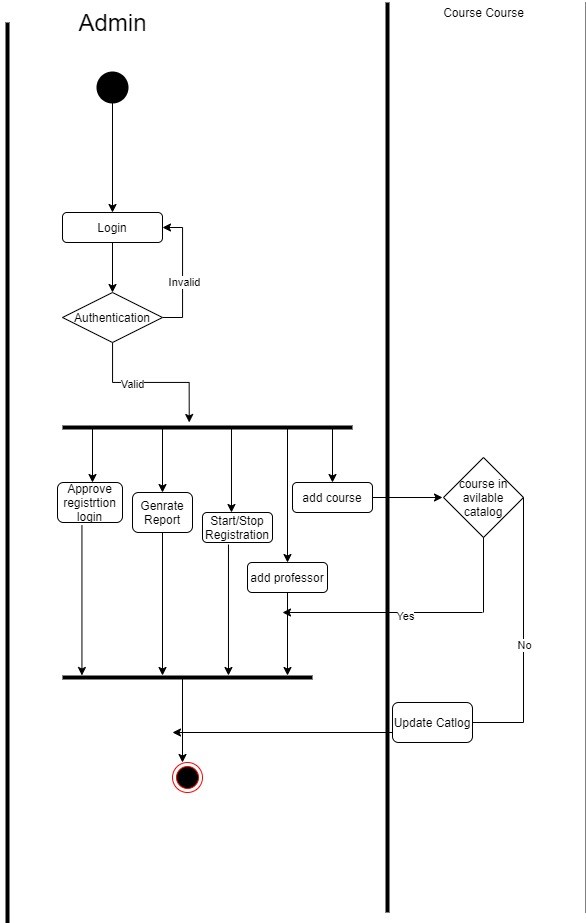 Admin
Course Course
Login
Invalid
Authentication
Valid
Approve
registrtion
login
Genrate
Report
Start/Stop
Registration
add professor
add course
course in
avilable
catalog
Yes
No
Update Catlog